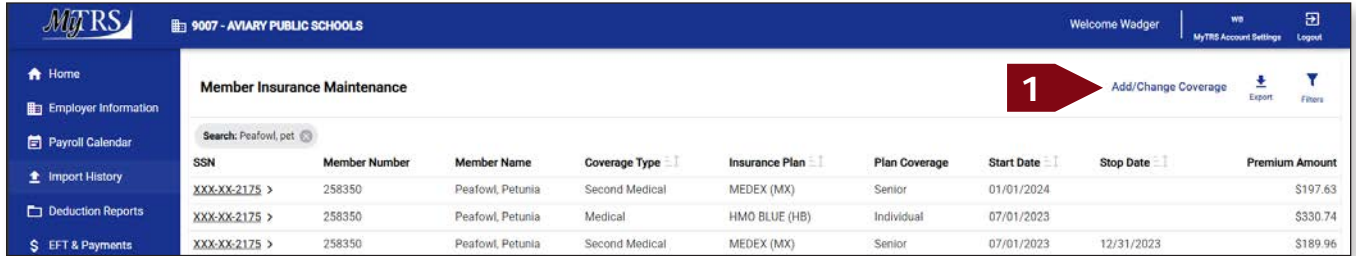 MyTRS 9007 - AVIARY PUBLIC SCHOOLS Welcome Wadger WB MyTRS Account Settings Logout
Home
Employer Information
Payroll Calendar
Import History
Deduction Reports
$ EFT & Payments
Member Insurance Maintenance 1 Add/Change Coverage Export Filters
Search: Peafowl, pet
SSN Member Number Member Name Coverage Type Insurance Plan Plan Coverage Start Date Stop Date Premium Amount
XXX-XX-2175 > 258350 Peafowl, Petunia Second Medical MEDEX (MX) Senior 01/01/2024 $197.63
XXX-XX-2175 > 258350 Peafowl, Petunia Medical HMO BLUE (HB) Individual 07/01/2023 $330.74
XXX-XX-2175 > 258350 Peafowl, Petunia Second Medical MEDEX (MX) Senior 07/01/2023 12/31/2023 $189.96